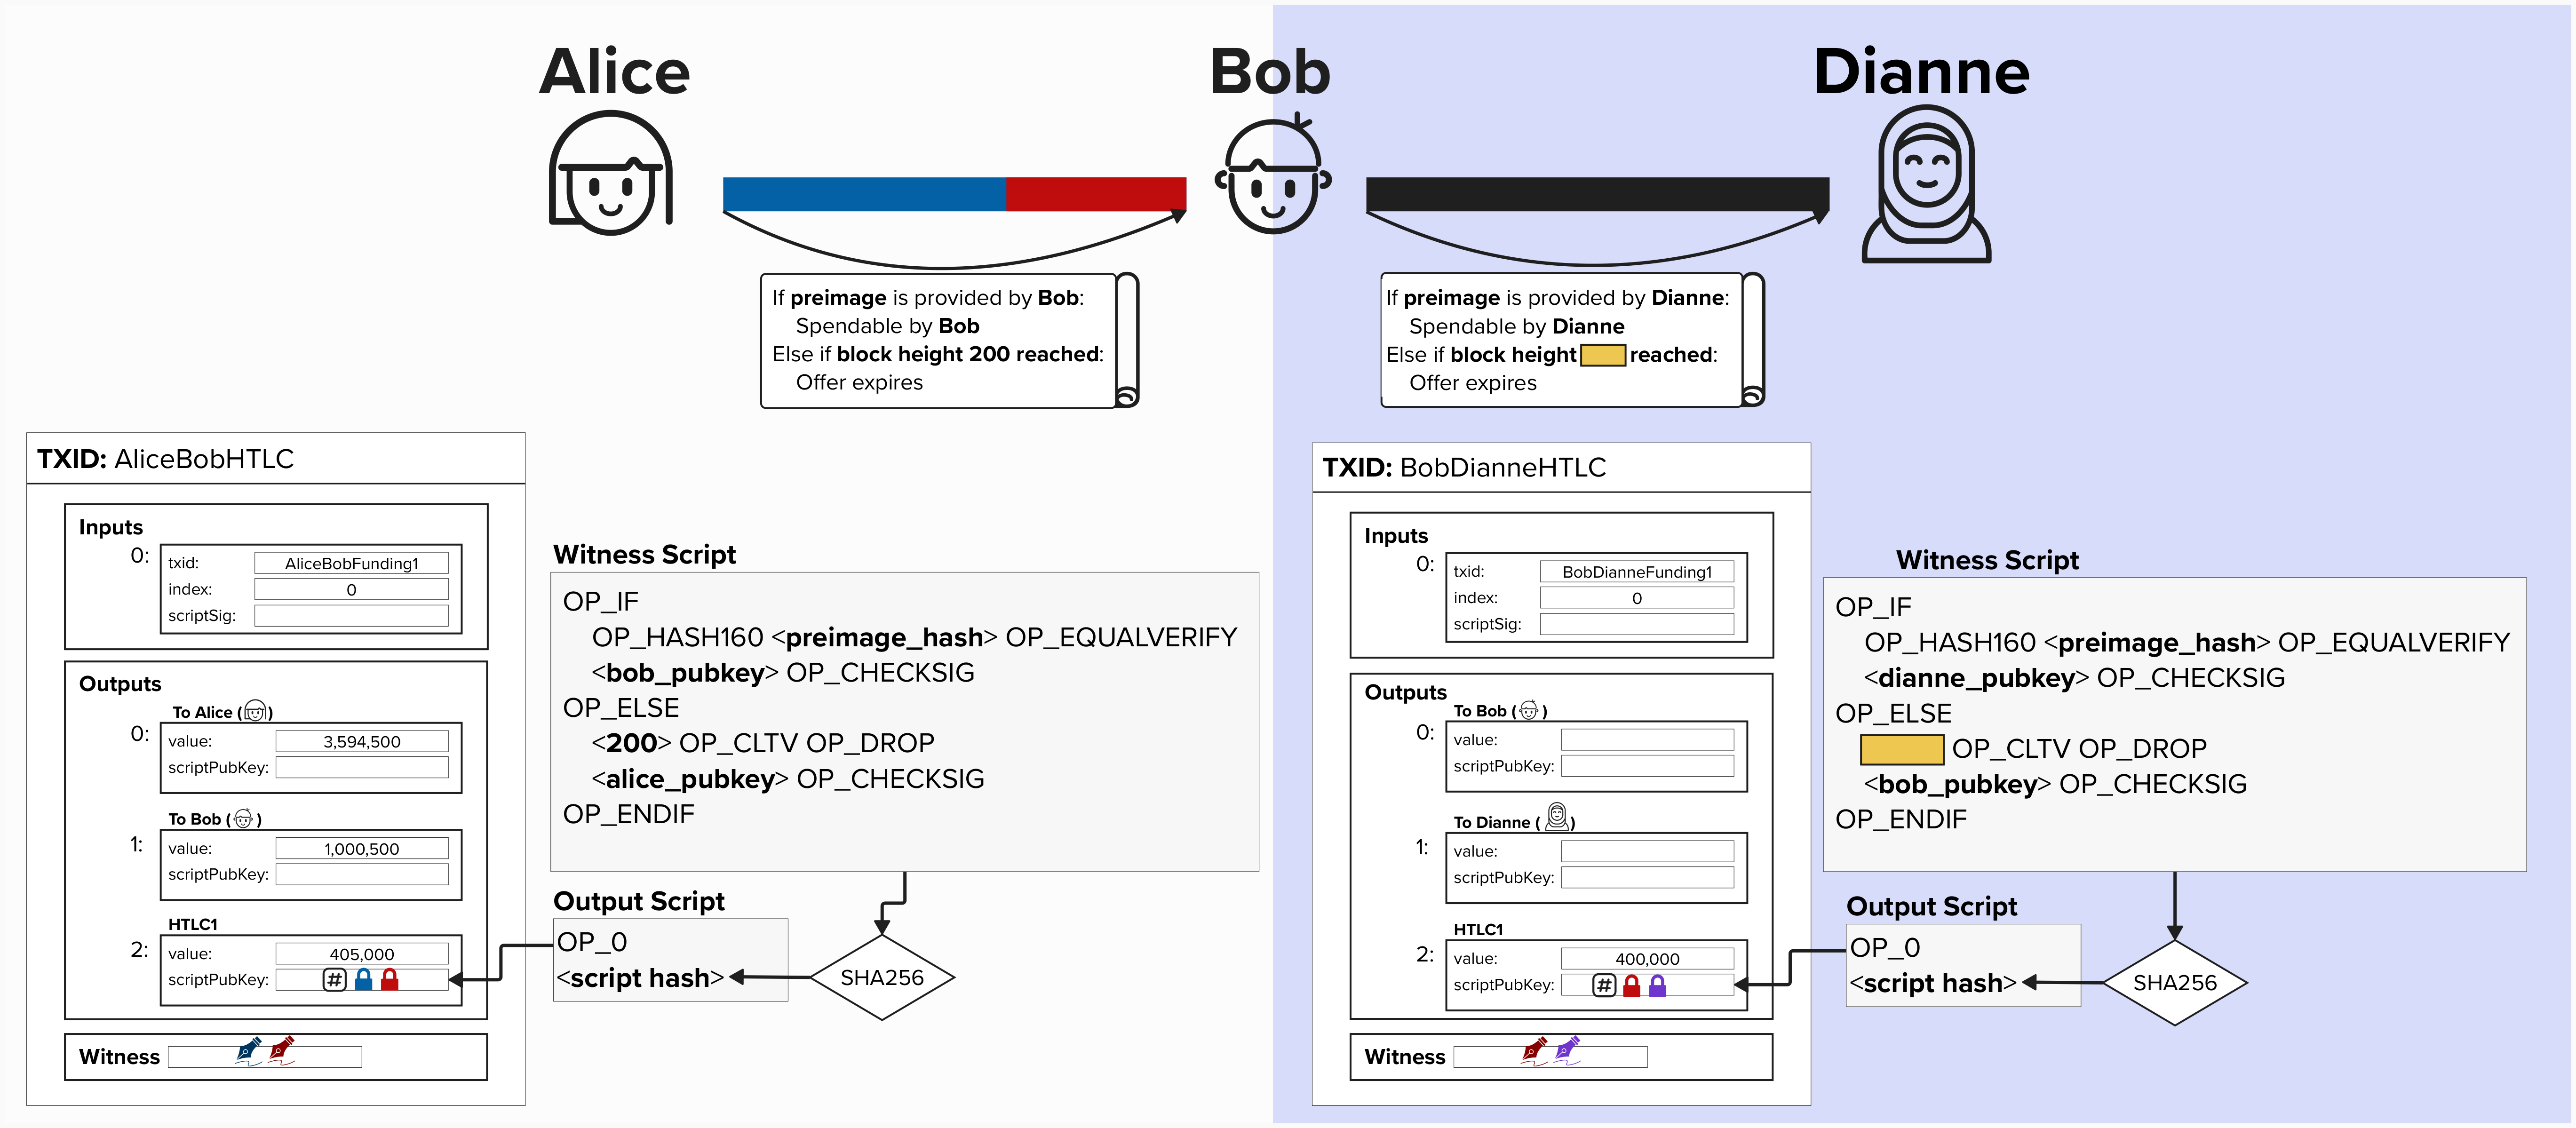 Alice
Bob
Dianne
If preimage is provided by Bob:
Spendable by Bob
Else if block height 200 reached:
Offer expires
If preimage is provided by Dianne:
Spendable by Dianne
Else if block height reached:
Offer expires
TXID: AliceBobHTLC
Inputs
0:
txid: AliceBobFunding1
index: 0
scriptSig:
Outputs
To Alice ( )
0:
value: 3,594,500
scriptPubKey:
To Bob ( )
1:
value: 1,000,500
scriptPubKey:
HTLC1
2:
value: 405,000
scriptPubKey: #
Witness
Witness Script
OP_IF
OP_HASH160 <preimage_hash> OP_EQUALVERIFY
<bob_pubkey> OP_CHECKSIG
OP_ELSE
<200> OP_CLTV OP_DROP
<alice_pubkey> OP_CHECKSIG
OP_ENDIF
Output Script
OP_0
<script hash>
SHA256
TXID: BobDianneHTLC
Inputs
0:
txid: BobDianneFunding1
index: 0
scriptSig:
Outputs
To Bob ( )
0:
value:
scriptPubKey:
To Dianne ( )
1:
value:
scriptPubKey:
HTLC1
2:
value: 400,000
scriptPubKey: #
Witness
Witness Script
OP_IF
OP_HASH160 <preimage_hash> OP_EQUALVERIFY
<dianne_pubkey> OP_CHECKSIG
OP_ELSE
OP_CLTV OP_DROP
<bob_pubkey> OP_CHECKSIG
OP_ENDIF
Output Script
OP_0
<script hash>
SHA256